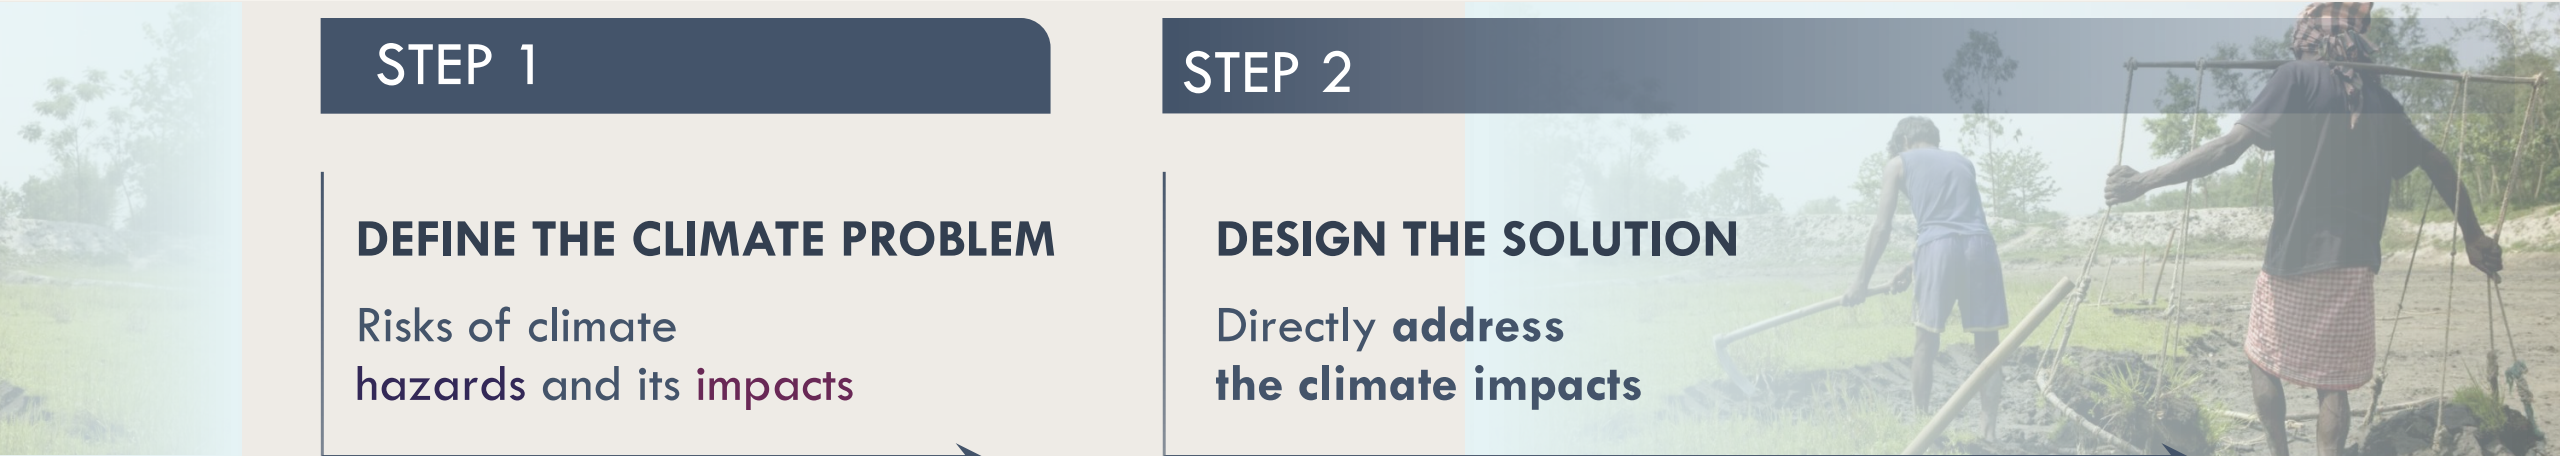 STEP 1
DEFINE THE CLIMATE PROBLEM
Risks of climate
hazards and its impacts
STEP 2
DESIGN THE SOLUTION
Directly address
the climate impacts